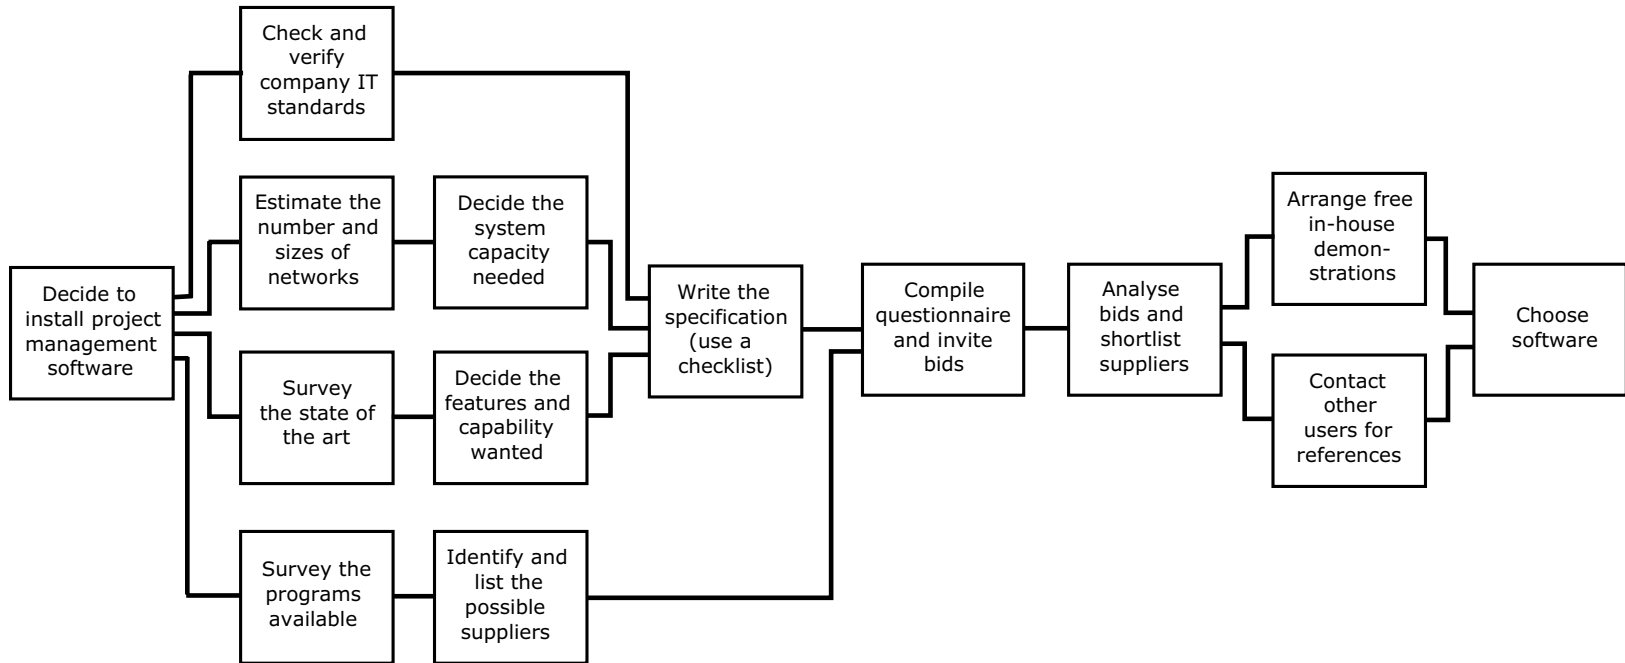 Check and
verify
company IT
standards
Estimate the
number and
sizes of
networks
Decide the
system
capacity
needed
Arrange free
in-house
demon-
strations
Decide to
install project
management
software
Write the
specification
(use a
checklist)
Compile
questionnaire
and invite
bids
Analyse
bids and
shortlist
suppliers
Choose
software
Survey
the state of
the art
Decide the
features and
capability
wanted
Contact
other
users for
references
Survey the
programs
available
Identify and
list the
possible
suppliers